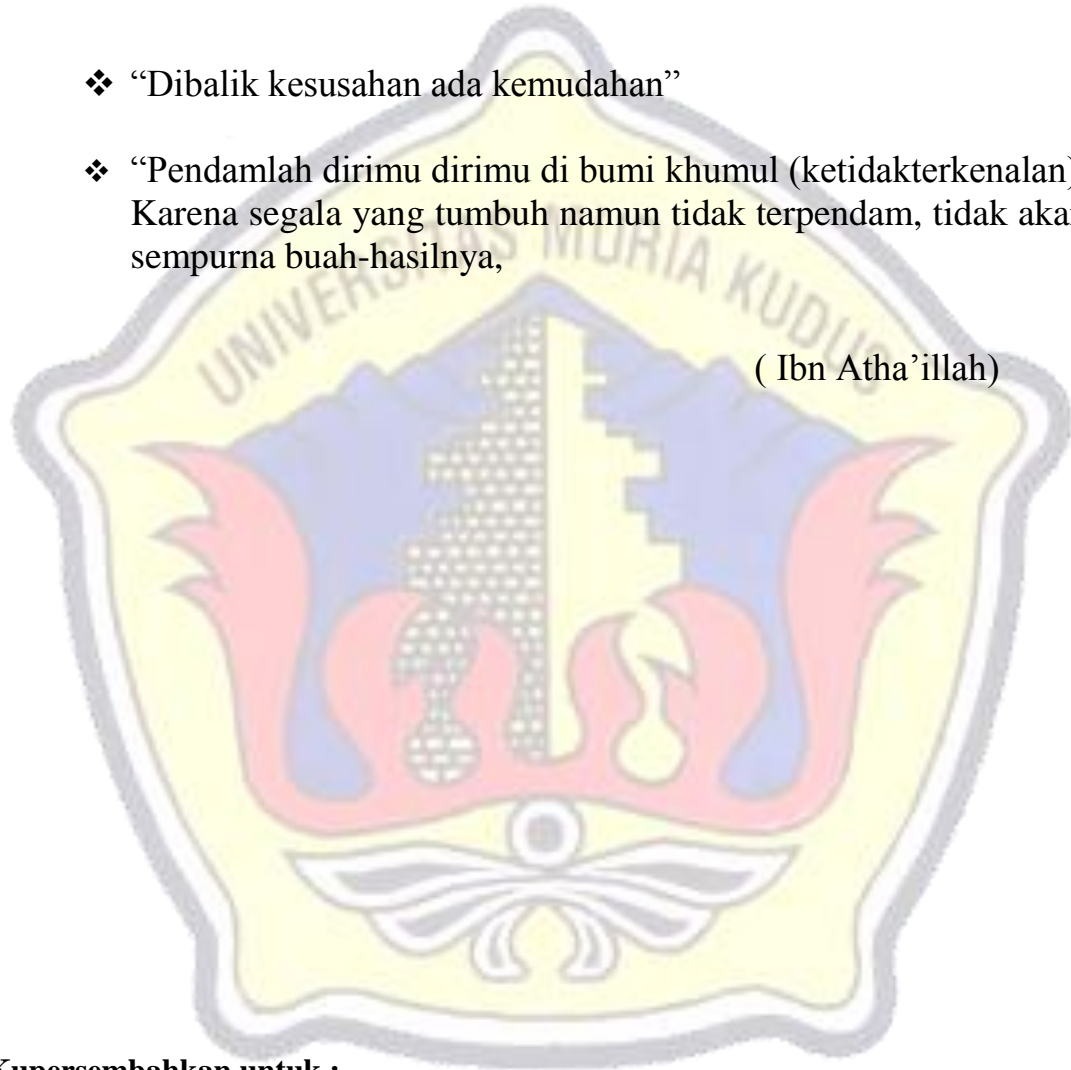 ❖ “Dibalik kesusahan ada kemudahan”
❖ “Pendamlah dirimu dirimu di bumi khumul (ketidakterkenalan)
Karena segala yang tumbuh namun tidak terpendam, tidak akan
sempurna buah-hasilnya,
UNIVERSITAS MURIA KUDUS
( Ibn Atha’illah)
Kupersembahkan untuk :